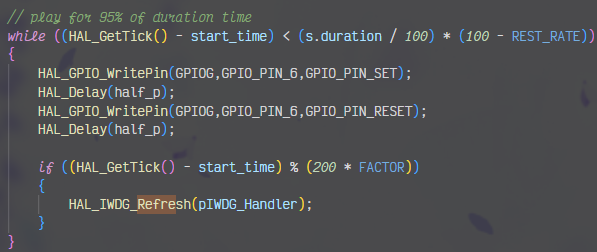 // play for 95% of duration time
while ((HAL_GetTick() - start_time) < (s.duration / 100) * (100 - REST_RATE))
{
HAL_GPIO_WritePin(GPIOG,GPIO_PIN_6,GPIO_PIN_SET);
HAL_Delay(half_p);
HAL_GPIO_WritePin(GPIOG,GPIO_PIN_6,GPIO_PIN_RESET);
HAL_Delay(half_p);
if ((HAL_GetTick() - start_time) % (200 * FACTOR))
{
HAL_IWDG_Refresh(pIWDG_Handler);
}
}